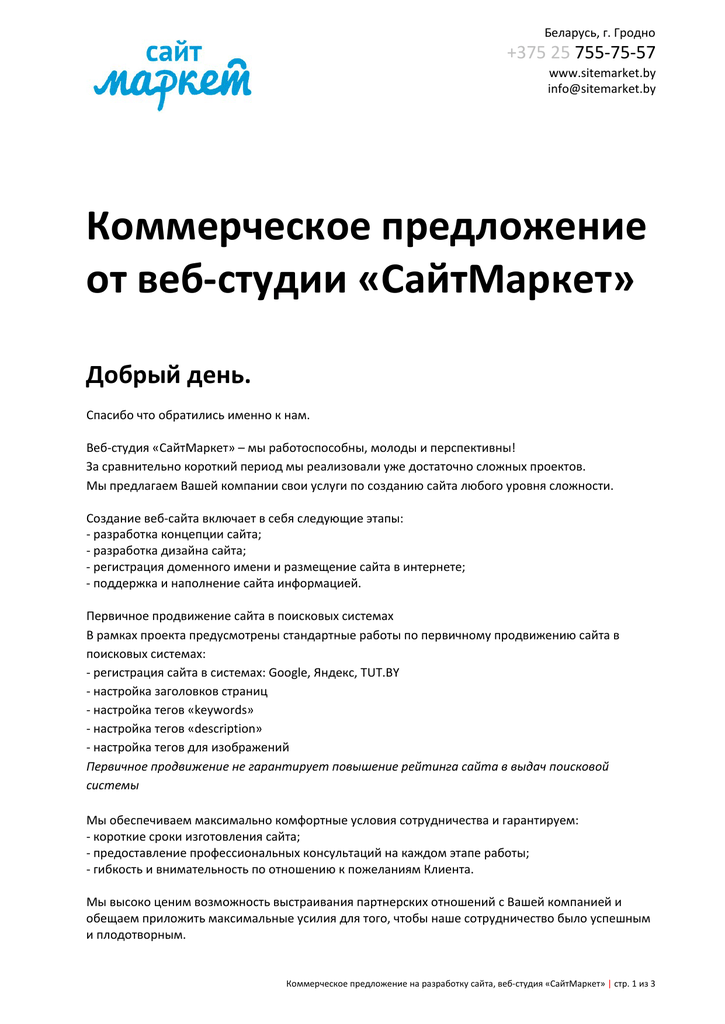 сайт
маркет
Беларусь, г. Гродно
+375 25 755-75-57
www.sitemarket.by
info@sitemarket.by
Коммерческое предложение
от веб-студии «СайтМаркет»
Добрый день.
Спасибо что обратились именно к нам.
Веб-студия «СайтМаркет» – мы работоспособны, молоды и перспективны!
За сравнительно короткий период мы реализовали уже достаточно сложных проектов.
Мы предлагаем Вашей компании свои услуги по созданию сайта любого уровня сложности.
Создание веб-сайта включает в себя следующие этапы:
- разработка концепции сайта;
- разработка дизайна сайта;
- регистрация доменного имени и размещение сайта в интернете;
- поддержка и наполнение сайта информацией.
Первичное продвижение сайта в поисковых системах
В рамках проекта предусмотрены стандартные работы по первичному продвижению сайта в
поисковых системах:
- регистрация сайта в системах: Google, Яндекс, TUT.BY
- настройка заголовков страниц
- настройка тегов «keywords»
- настройка тегов «description»
- настройка тегов для изображений
Первичное продвижение не гарантирует повышение рейтинга сайта в выдач поисковой
системы
Мы обеспечиваем максимально комфортные условия сотрудничества и гарантируем:
- короткие сроки изготовления сайта;
- предоставление профессиональных консультаций на каждом этапе работы;
- гибкость и внимательность по отношению к пожеланиям Клиента.
Мы высоко ценим возможность выстраивания партнерских отношений с Вашей компанией и
обещаем приложить максимальные усилия для того, чтобы наше сотрудничество было успешным
и плодотворным.
Коммерческое предложение на разработку сайта, веб-студия «СайтМаркет» | стр. 1 из 3